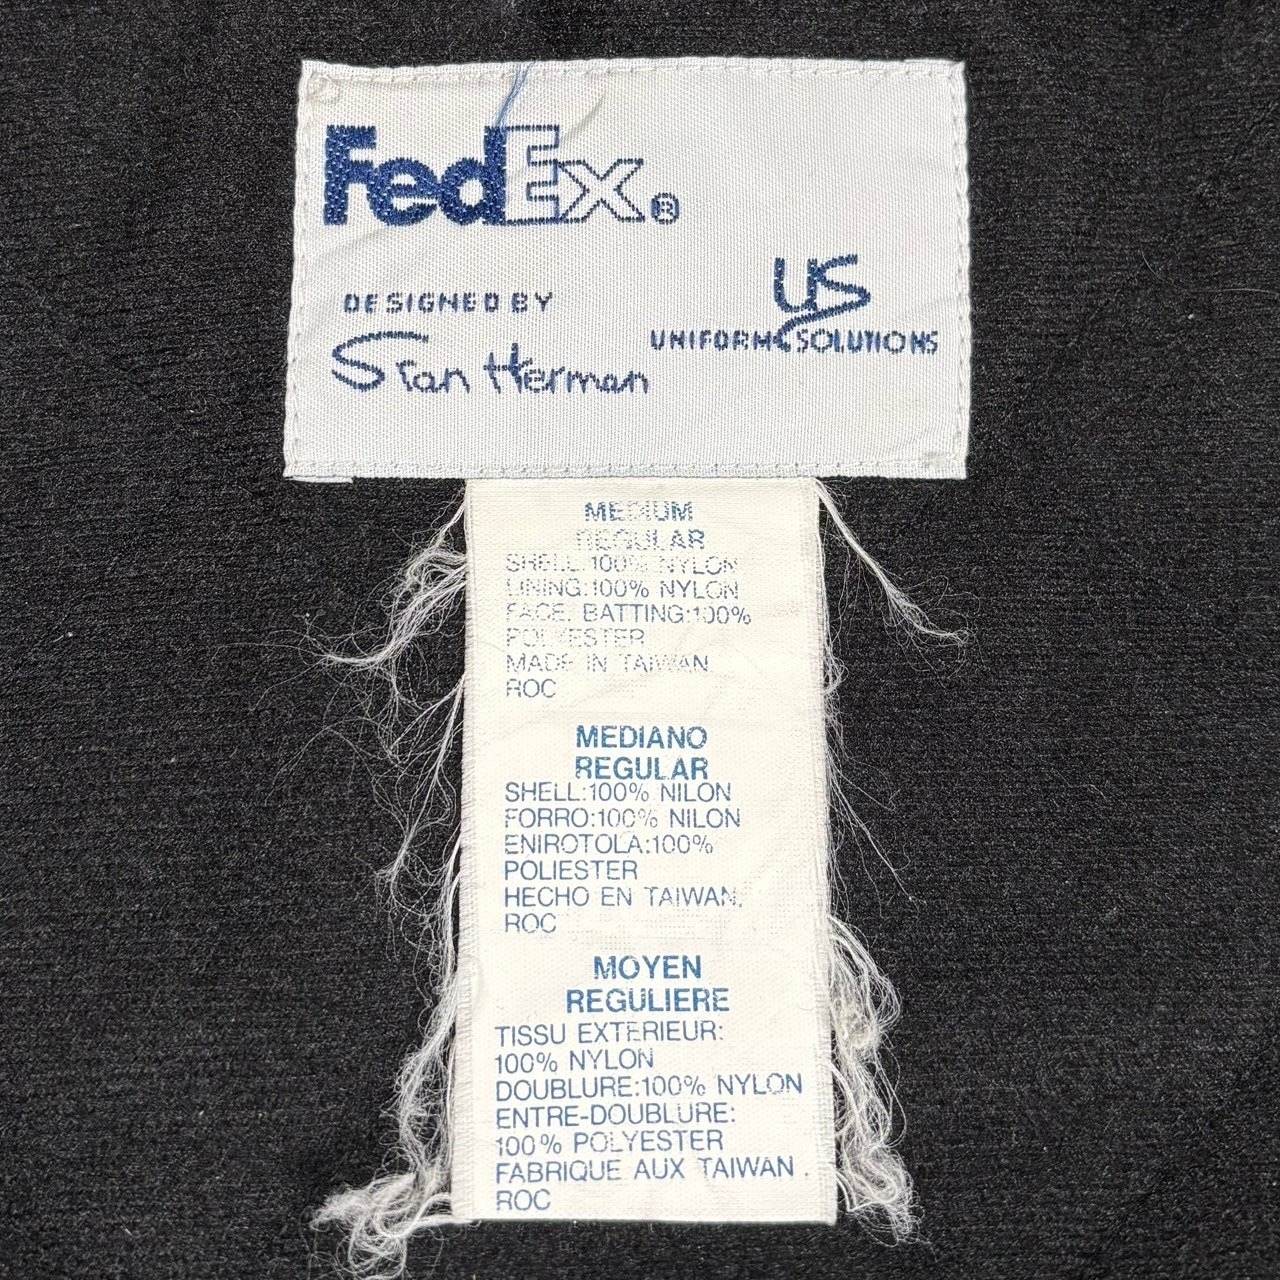 FedEx®
DESIGNED BY
Stan Herman
US
UNIFORM SOLUTIONS
MEDIUM
REGULAR
SHELL:100% NYLON
LINING:100% NYLON
FACE. BATTING:100%
POLYESTER
MADE IN TAIWAN.
ROC
MEDIANO
REGULAR
SHELL:100% NILON
FORRO:100% NILON
ENIROTOLA:100%
POLIESTER
HECHO EN TAIWAN.
ROC
MOYEN
REGULIERE
TISSU EXTERIEUR:
100% NYLON
DOUBLURE:100% NYLON
ENTRE-DOUBLURE:
100% POLYESTER
FABRIQUE AUX TAIWAN .
ROC